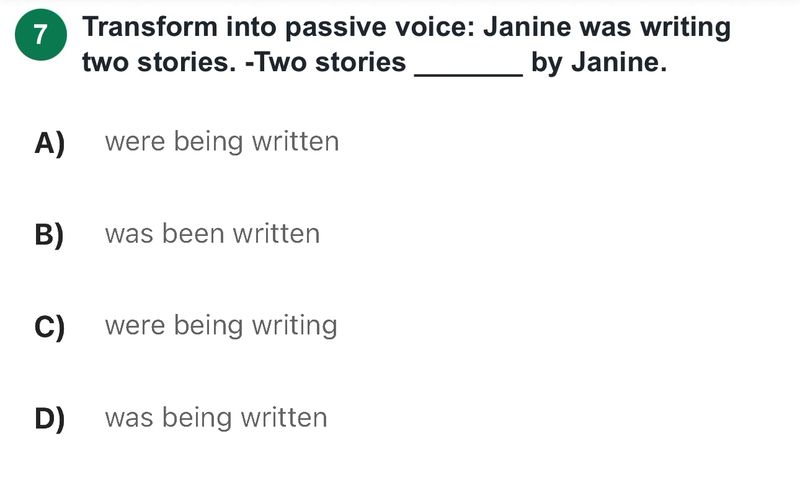 7 Transform into passive voice: Janine was writing
two stories. -Two stories _______ by Janine.
A) were being written
B) was been written
C) were being writing
D) was being written